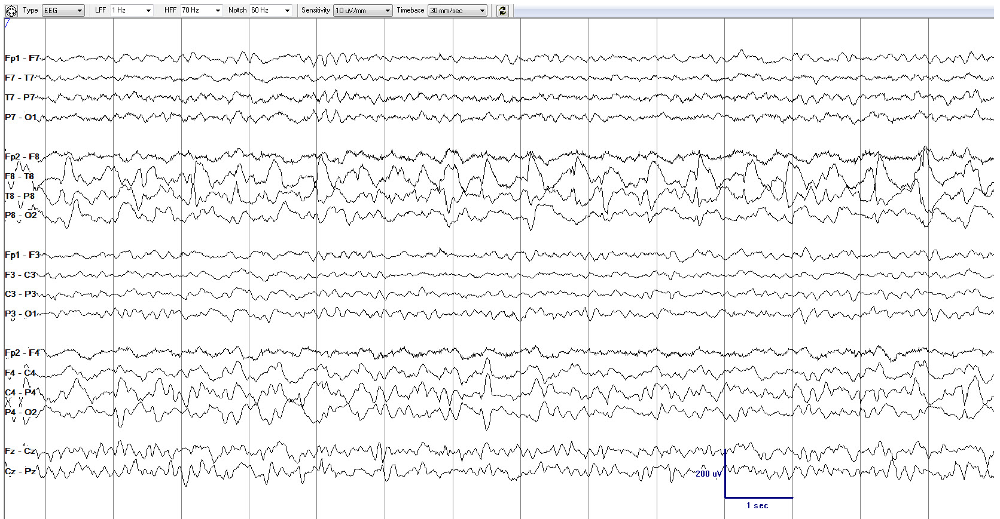 Type EEG LFF 1 Hz HFF 70 Hz Notch 60 Hz Sensitivity 10 uV/mm Timebase 30 mm/sec
Fp1 - F7
F7 - T7
T7 - P7
P7 - O1
Fp2 - F8
F8 - T8
T8 - P8
P8 - O2
Fp1 - F3
F3 - C3
C3 - P3
P3 - O1
Fp2 - F4
F4 - C4
C4 - P4
P4 - O2
Fz - Cz
Cz - Pz
200 uV
1 sec